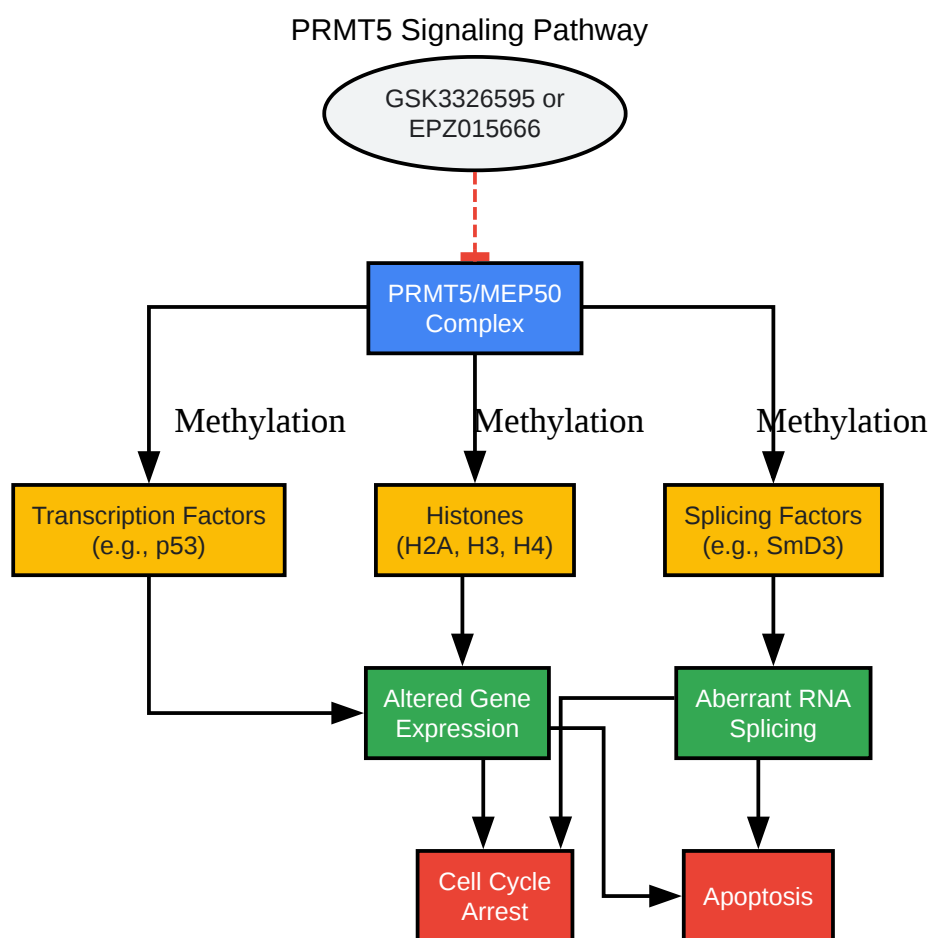 PRMT5 Signaling Pathway
GSK3326595 or
EPZ015666
PRMT5/MEP50
Complex
Methylation
Methylation
Methylation
Transcription Factors
(e.g., p53)
Histones
(H2A, H3, H4)
Splicing Factors
(e.g., SmD3)
Altered Gene
Expression
Aberrant RNA
Splicing
Cell Cycle
Arrest
Apoptosis